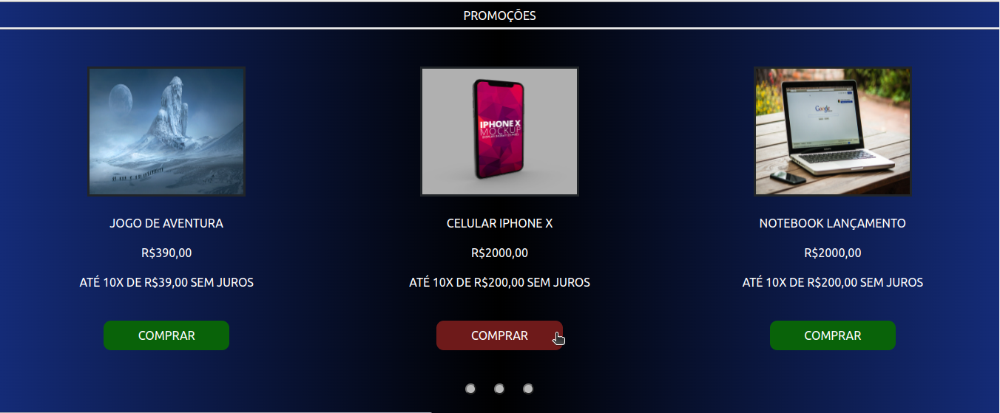 PROMOÇÕES
IPHONE X
MOCKUP
Google
JOGO DE AVENTURA
R$390,00
ATÉ 10X DE R$39,00 SEM JUROS
COMPRAR
CELULAR IPHONE X
R$2000,00
ATÉ 10X DE R$200,00 SEM JUROS
COMPRAR
NOTEBOOK LANÇAMENTO
R$2000,00
ATÉ 10X DE R$200,00 SEM JUROS
COMPRAR